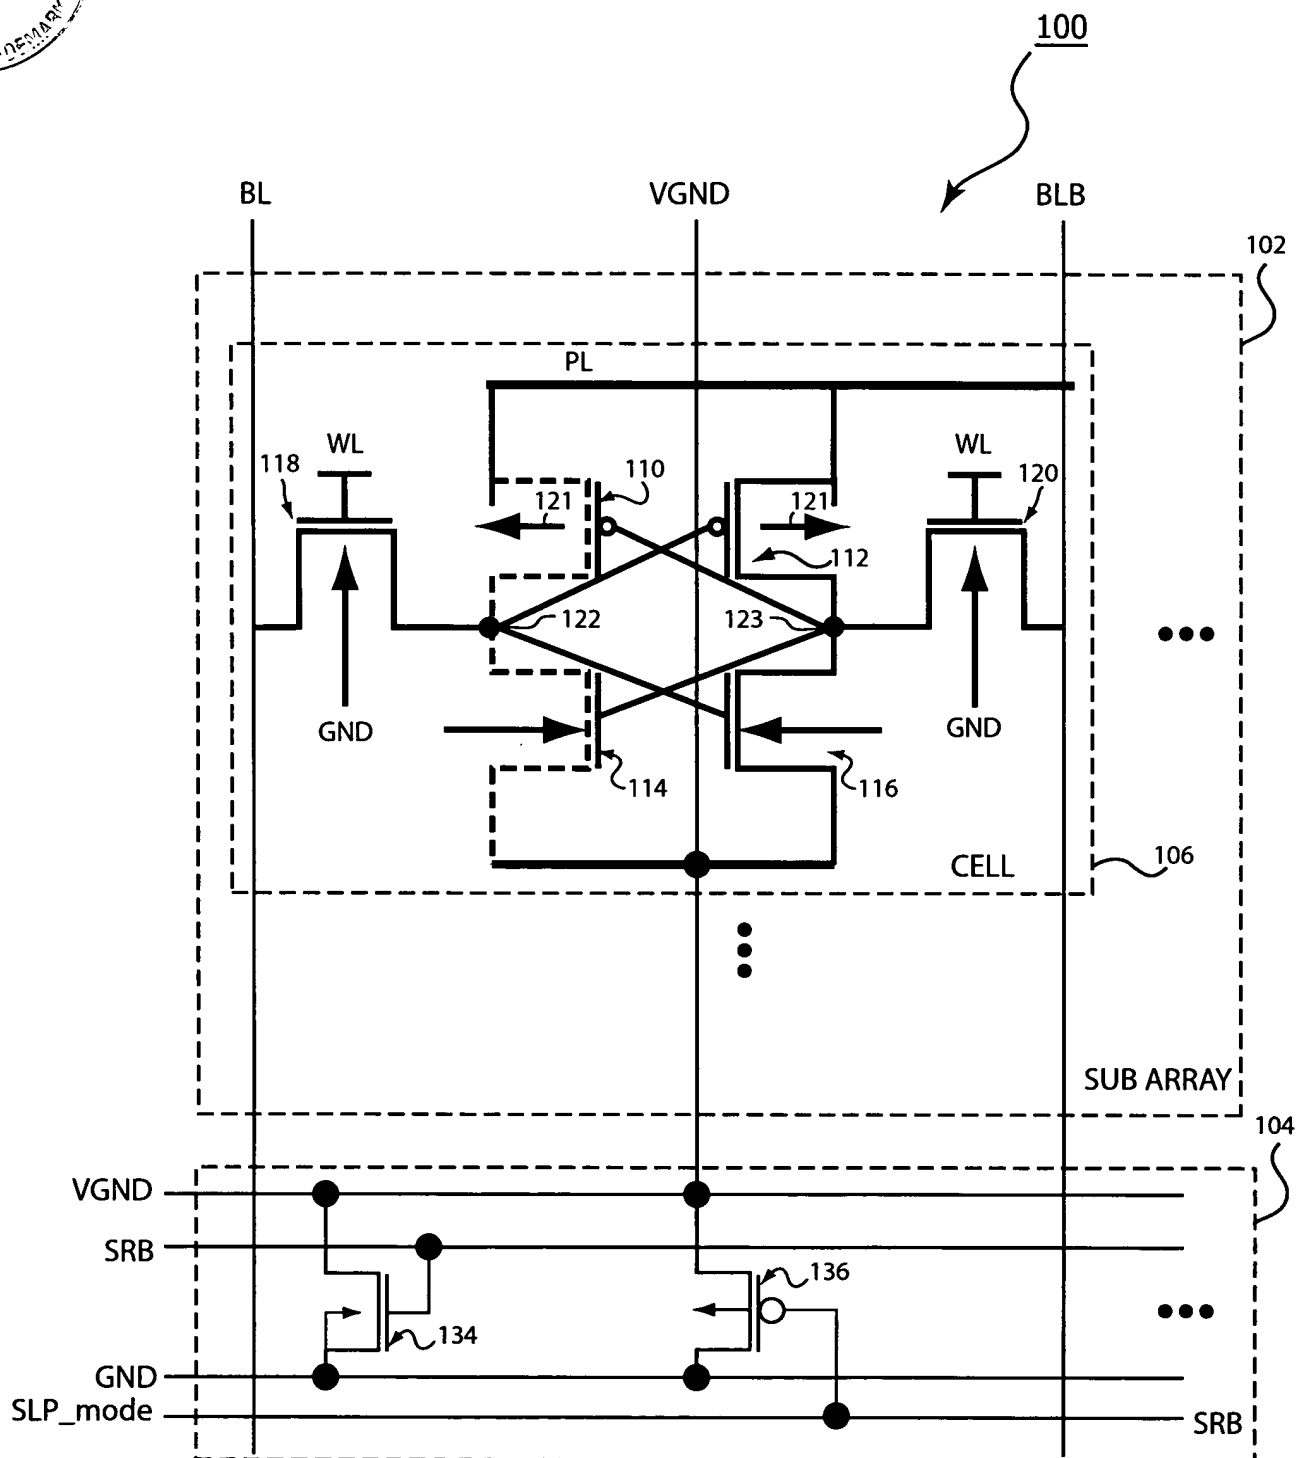 100
BL VGND BLB
102
PL
WL WL
118 110 120
121 121
112
122 123
GND GND
114 116
CELL 106
SUB ARRAY
104
VGND
SRB
136
134
GND
SLP_mode SRB